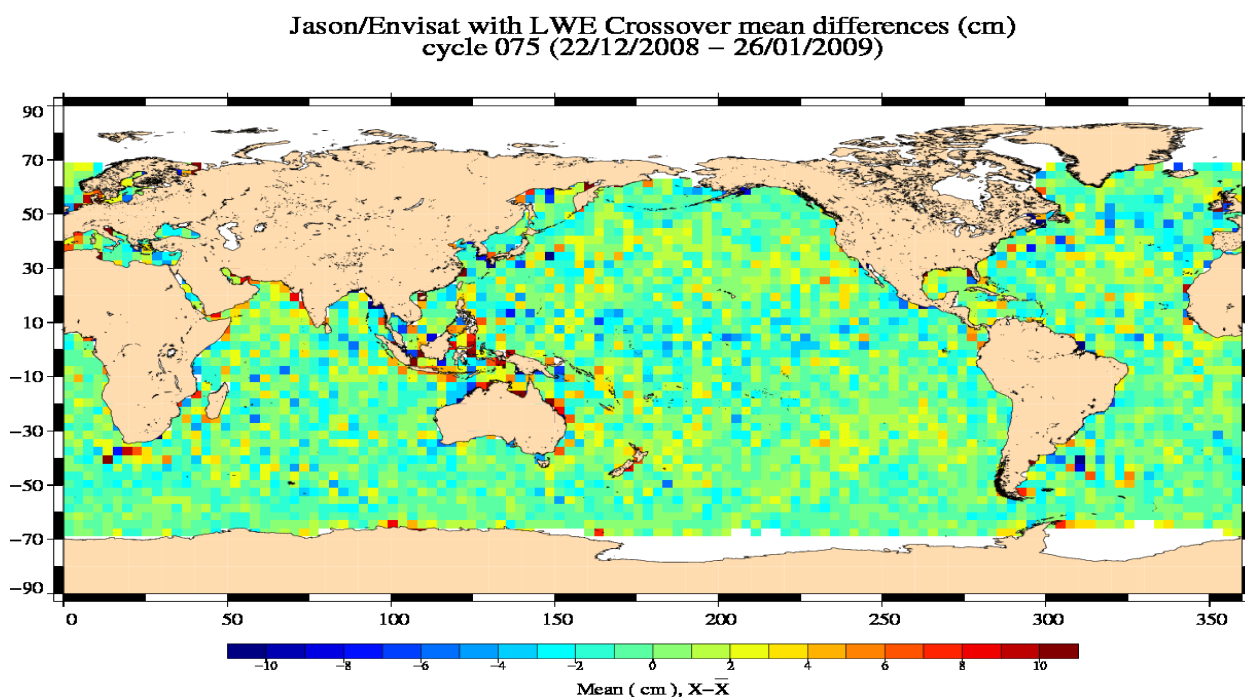 Jason/Envisat with LWE Crossover mean differences (cm)
cycle 075 (22/12/2008 – 26/01/2009)
90
70
50
30
10
−10
−30
−50
−70
−90
0 50 100 150 200 250 300 350
−10 −8 −6 −4 −2 0 2 4 6 8 10
Mean ( cm ), X−X̅